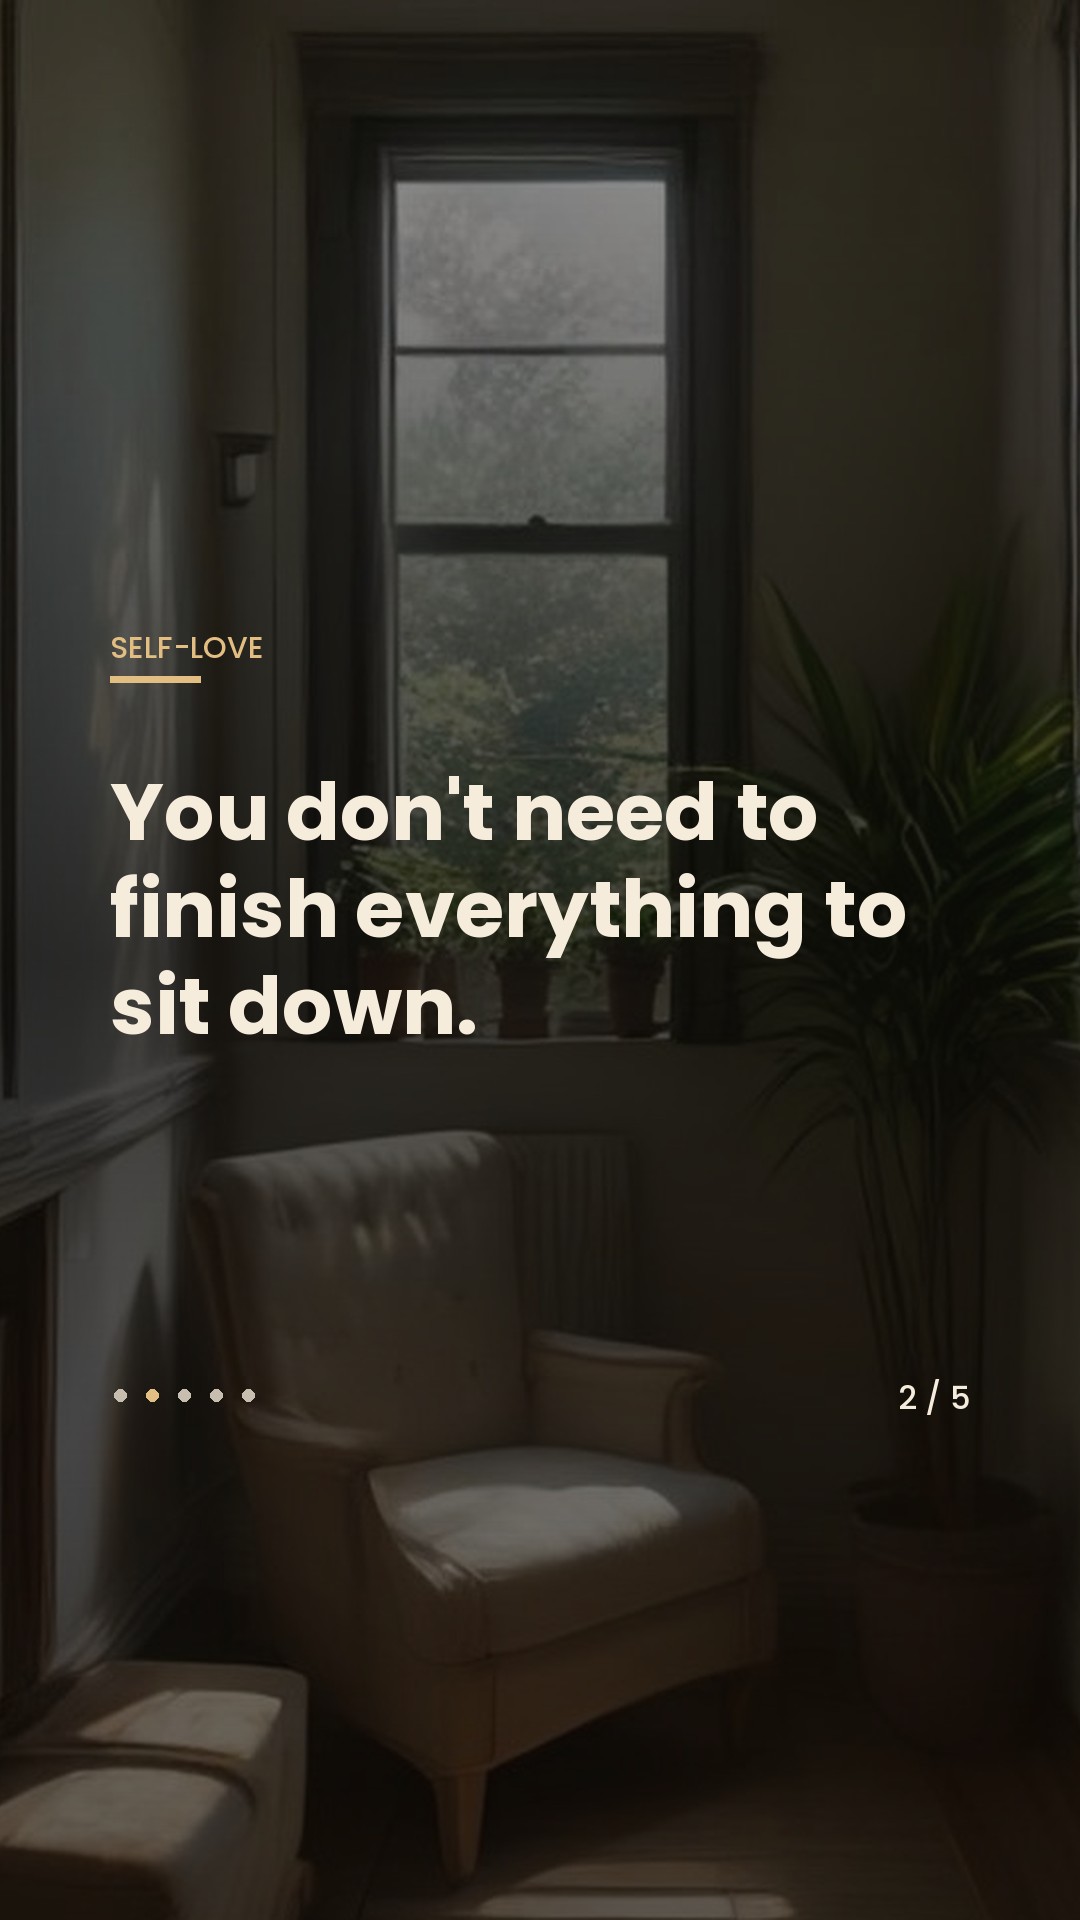 SELF-LOVE
You don't need to
finish everything to
sit down.
2 / 5